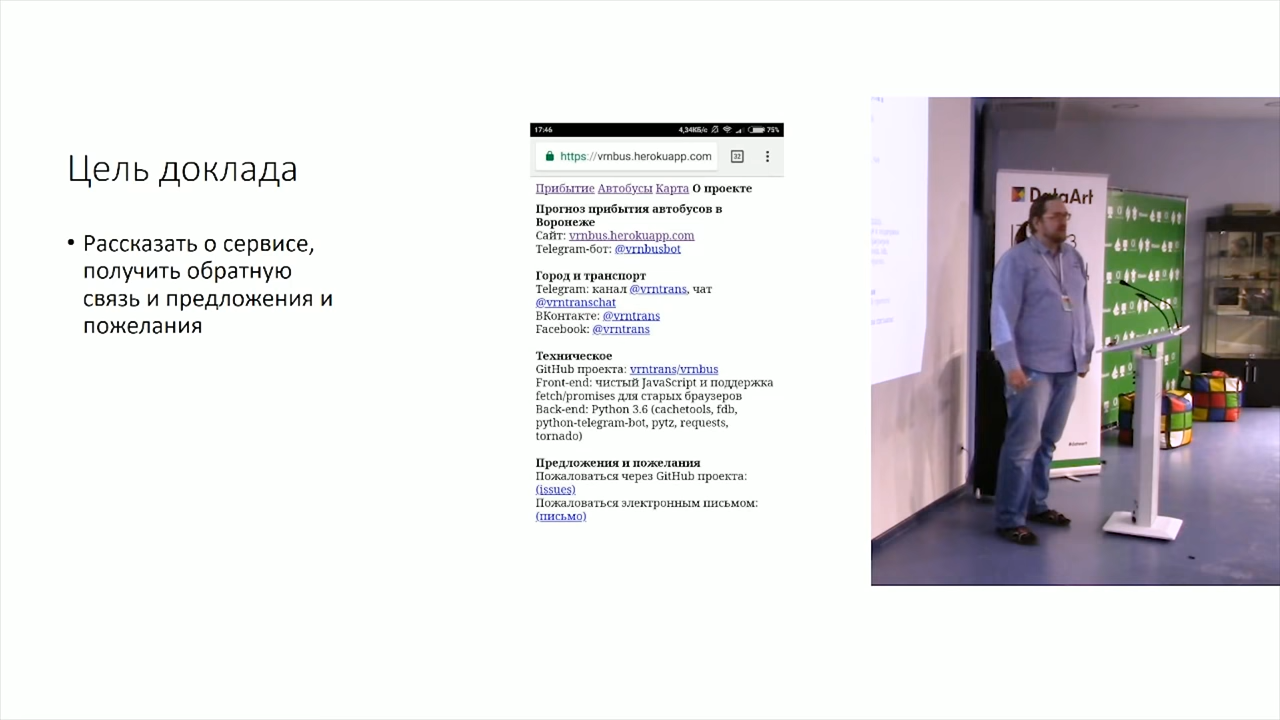 Цель доклада
• Рассказать о сервисе,
получить обратную
связь и предложения и
пожелания
17:46 4,34КБ/с 75%
https://vrnbus.herokuapp.com 32
Прибытие Автобусы Карта О проекте
Прогноз прибытия автобусов в
Воронеже
Сайт: vrnbus.herokuapp.com
Telegram-бот: @vrnbusbot
Город и транспорт
Telegram: канал @vrntrans, чат
@vrntranschat
ВКонтакте: @vrntrans
Facebook: @vrntrans
Техническое
GitHub проекта: vrntrans/vrnbus
Front-end: чистый JavaScript и поддержка
fetch/promises для старых браузеров
Back-end: Python 3.6 (cachetools, fdb,
python-telegram-bot, pytz, requests,
tornado)
Предложения и пожелания
Пожаловаться через GitHub проекта:
(issues)
Пожаловаться электронным письмом:
(письмо)
DataArt